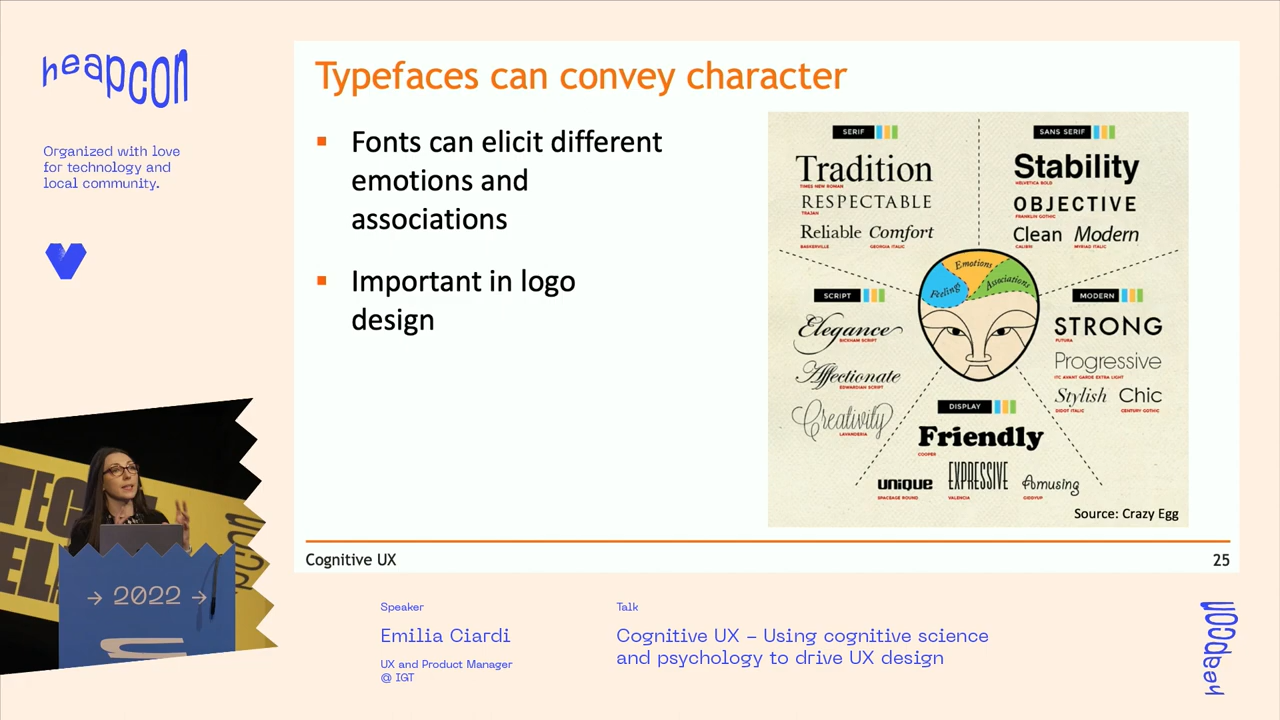 heapcon
Organized with love
for technology and
local community.
Typefaces can convey character
Fonts can elicit different
emotions and
associations
Important in logo
design
SERIF
Tradition
TIMES NEW ROMAN
RESPECTABLE
TRAJAN
Reliable Comfort
BASKERVILLE GEORGIA ITALIC
SANS SERIF
Stability
HELVETICA BOLD
OBJECTIVE
FRANKLIN GOTHIC
Clean Modern
CALIBRI MYRIAD ITALIC
Emotions
Feelings
Associations
SCRIPT
Elegance
BICKHAM SCRIPT
Affectionate
EDWARDIAN SCRIPT
Creativity
LAVANDERIA
MODERN
STRONG
FUTURA
Progressive
ITC AVANT GARDE EXTRA LIGHT
Stylish Chic
DIDOT ITALIC CENTURY GOTHIC
DISPLAY
Friendly
COOPER
UNIQUE EXPRESSIVE Amusing
SPACEAGE ROUND VALENCIA GIDDYUP
Source: Crazy Egg
Cognitive UX
25
→ 2022 →
Speaker
Emilia Ciardi
UX and Product Manager
@ IGT
Talk
Cognitive UX – Using cognitive science
and psychology to drive UX design
heapcon